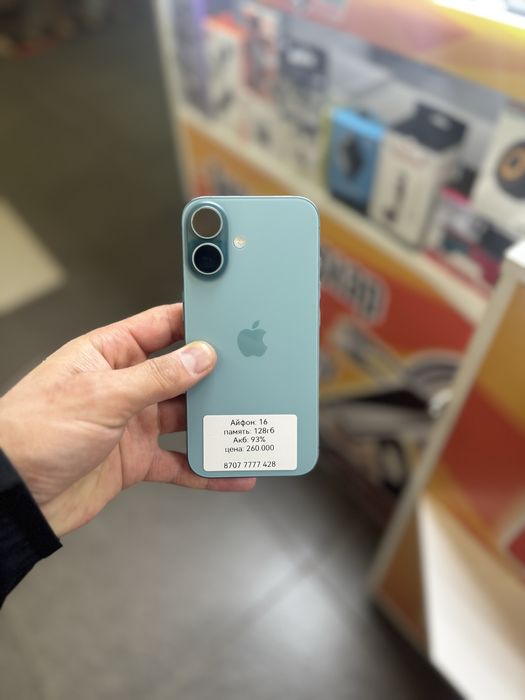 Айфон: 16
память: 128гб
Акб: 93%
цена: 260.000
8707 7777 428